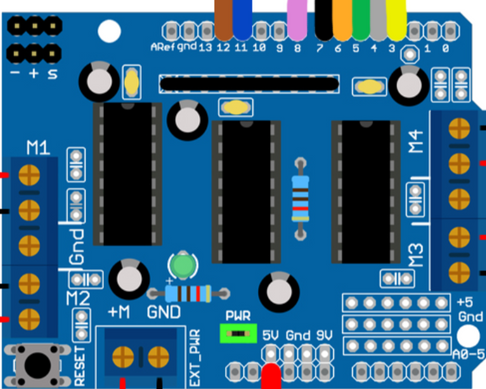 ARef gnd 13 12 11 10 9 8 7 6 5 4 3 2 1 0
- + s
M1
M4
Gnd
M3
M2
+M GND
PWR
+5
Gnd
A0-5
5V Gnd 9V
RESET
EXT_PWR